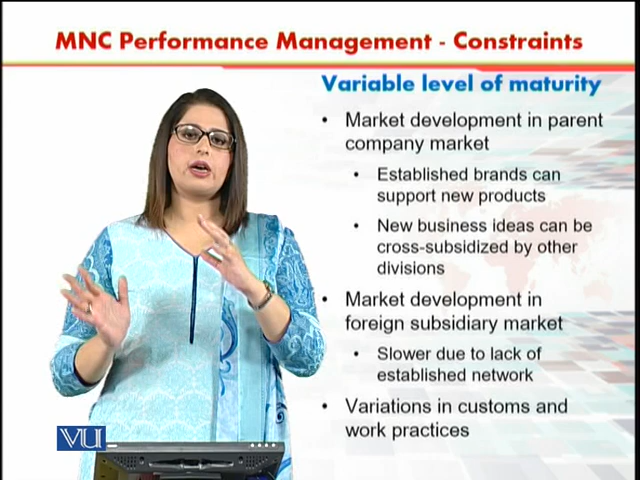 MNC Performance Management - Constraints
Variable level of maturity
• Market development in parent
company market
• Established brands can
support new products
• New business ideas can be
cross-subsidized by other
divisions
• Market development in
foreign subsidiary market
• Slower due to lack of
established network
• Variations in customs and
work practices
VU